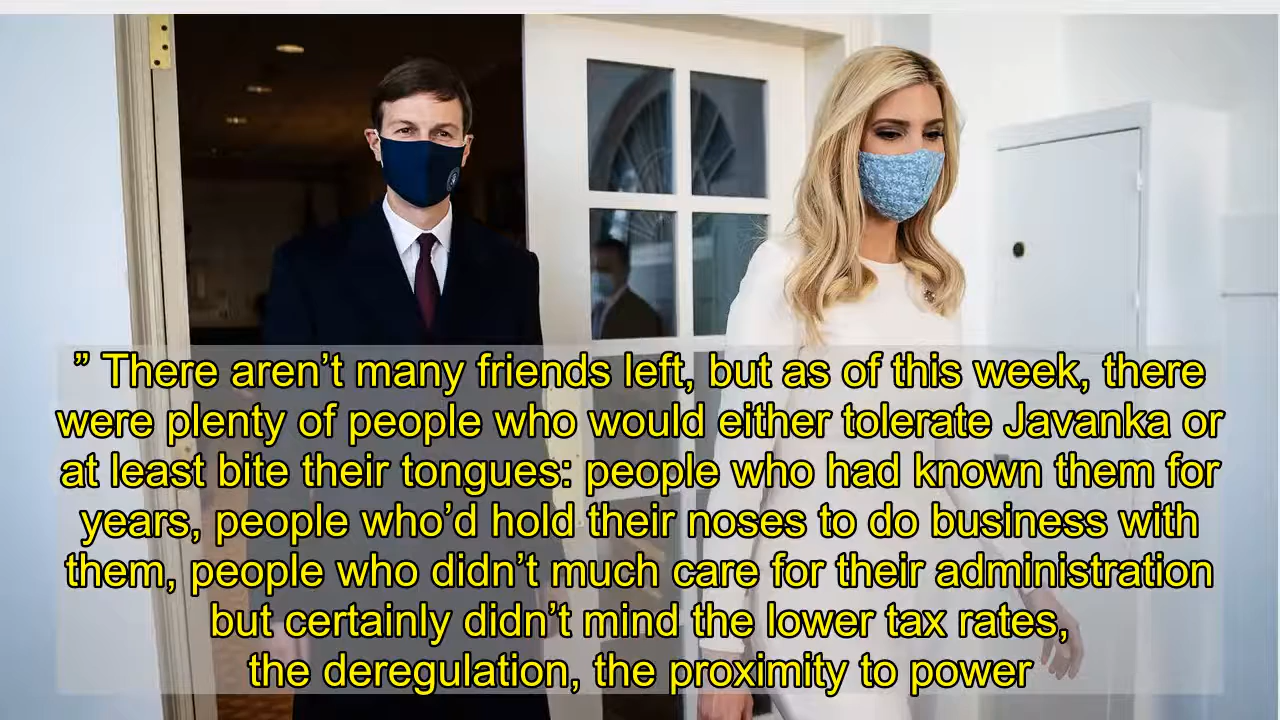 ” There aren’t many friends left, but as of this week, there
were plenty of people who would either tolerate Javanka or
at least bite their tongues: people who had known them for
years, people who’d hold their noses to do business with
them, people who didn’t much care for their administration
but certainly didn’t mind the lower tax rates,
the deregulation, the proximity to power